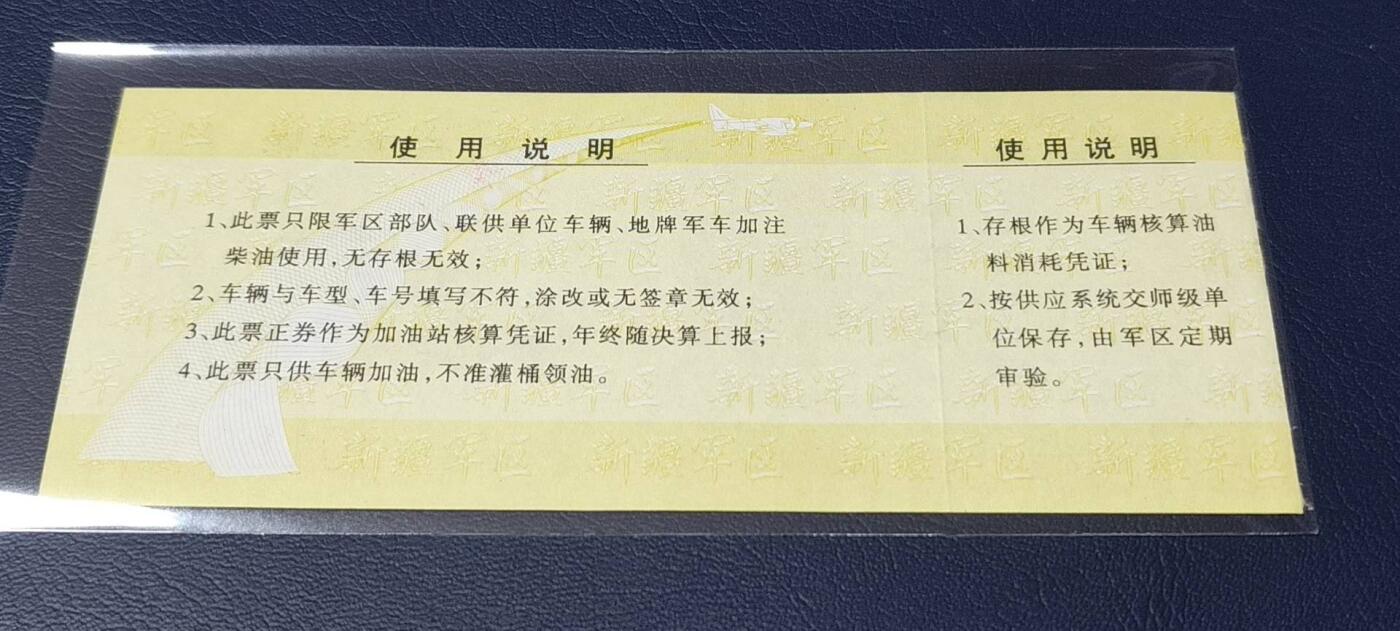 使用说明
1、此票只限军区部队、联供单位车辆、地牌军车加注
柴油使用,无存根无效;
2、车辆与车型、车号填写不符,涂改或无签章无效;
3、此票正券作为加油站核算凭证,年终随决算上报;
4、此票只供车辆加油,不准灌桶领油。
使用说明
1、存根作为车辆核算油
料消耗凭证;
2、按供应系统交师级单
位保存,由军区定期
审验。
新疆军区